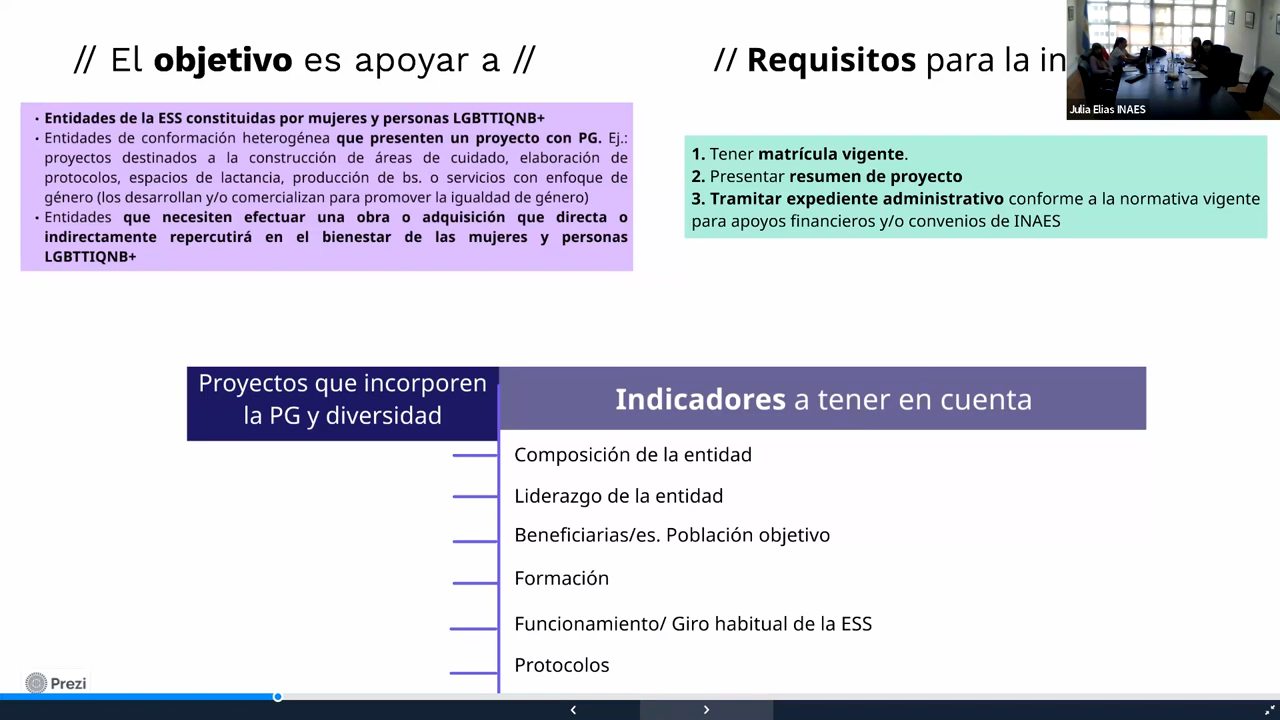 // El objetivo es apoyar a //
• Entidades de la ESS constituidas por mujeres y personas LGBTTIQNB+
• Entidades de conformación heterogénea que presenten un proyecto con PG. Ej.:
proyectos destinados a la construcción de áreas de cuidado, elaboración de
protocolos, espacios de lactancia, producción de bs. o servicios con enfoque de
género (los desarrollan y/o comercializan para promover la igualdad de género)
• Entidades que necesiten efectuar una obra o adquisición que directa o
indirectamente repercutirá en el bienestar de las mujeres y personas
LGBTTIQNB+
// Requisitos para la in
Julia Elias INAES
1. Tener matrícula vigente.
2. Presentar resumen de proyecto
3. Tramitar expediente administrativo conforme a la normativa vigente
para apoyos financieros y/o convenios de INAES
Proyectos que incorporen
la PG y diversidad
Indicadores a tener en cuenta
Composición de la entidad
Liderazgo de la entidad
Beneficiarias/es. Población objetivo
Formación
Funcionamiento/ Giro habitual de la ESS
Protocolos
Prezi